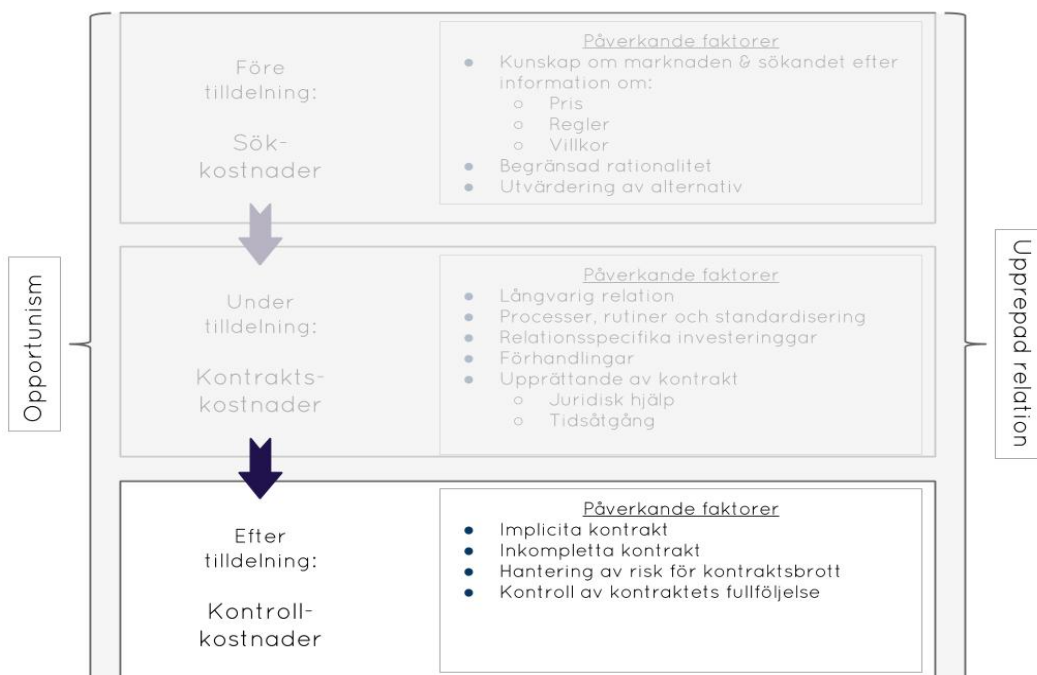 Opportunism
Före
tilldelning:
Sök-
kostnader
Påverkande faktorer
● Kunskap om marknaden & sökandet efter
information om:
○ Pris
○ Regler
○ Villkor
● Begränsad rationalitet
● Utvärdering av alternativ
Under
tilldelning:
Kontrakts-
kostnader
Påverkande faktorer
● Långvarig relation
● Processer, rutiner och standardisering
● Relationsspecifika investeringgar
● Förhandlingar
● Upprättande av kontrakt
○ Juridisk hjälp
○ Tidsåtgång
Efter
tilldelning:
Kontroll-
kostnader
Påverkande faktorer
● Implicita kontrakt
● Inkompletta kontrakt
● Hantering av risk för kontraktsbrott
● Kontroll av kontraktets fullföljelse
Upprepad relation